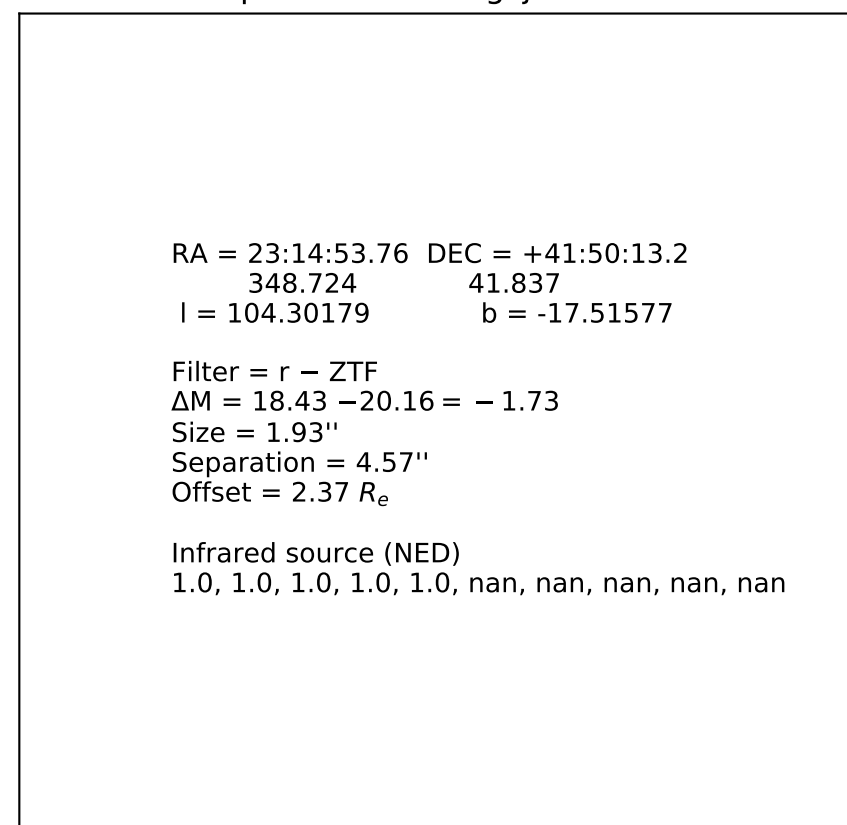 RA = 23:14:53.76  DEC = +41:50:13.2
348.724 41.837
l = 104.30179 b = -17.51577
Filter = r − ZTF
ΔM = 18.43 −20.16 = − 1.73
Size = 1.93''
Separation = 4.57''
Offset = 2.37 Rₑ
Infrared source (NED)
1.0, 1.0, 1.0, 1.0, 1.0, nan, nan, nan, nan, nan